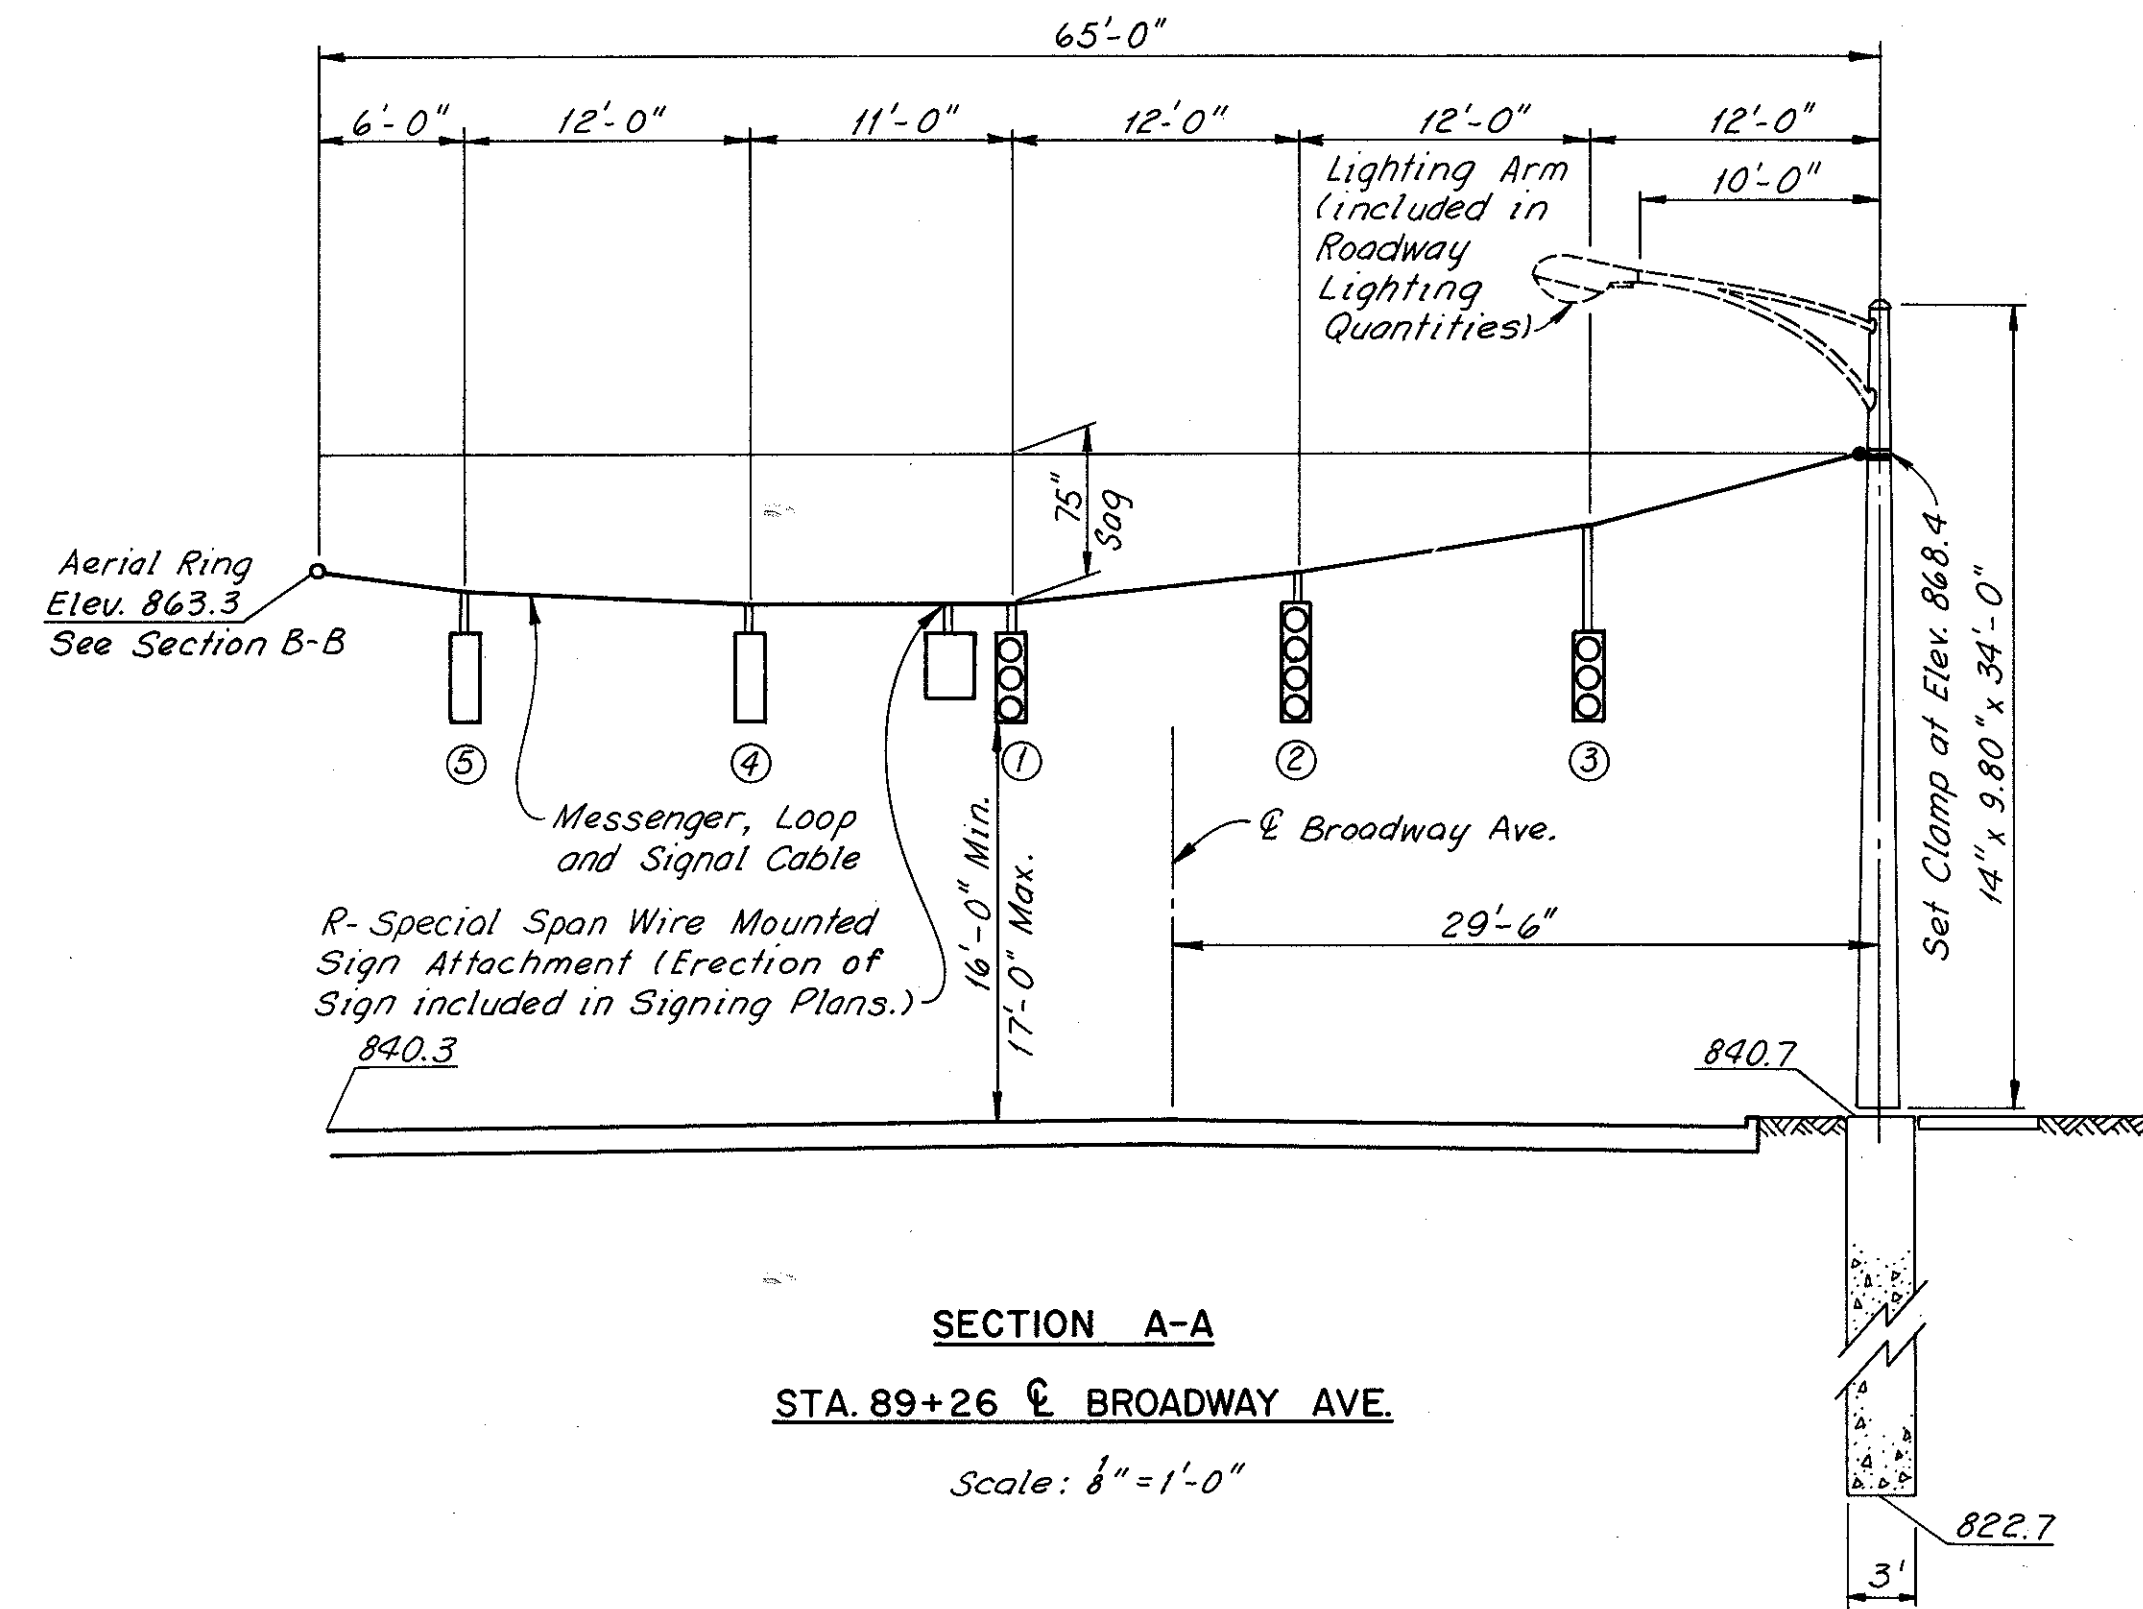 65'-0"
6'-0" 12'-0" 11'-0" 12'-0" 12'-0" 12'-0"
10'-0"
Lighting Arm
(included in
Roadway
Lighting
Quantities)
75"
Sag
Aerial Ring
Elev. 863.3
See Section B-B
Set Clamp at Elev. 868.4
14" x 9.80" x 34'-0"
5 4 1 2 3
Messenger, Loop
and Signal Cable
R-Special Span Wire Mounted
Sign Attachment (Erection of
Sign included in Signing Plans.)
16'-0" Min.
17'-0" Max.
℄ Broadway Ave.
29'-6"
840.3
840.7
SECTION A-A
STA. 89+26 ℄ BROADWAY AVE.
Scale: 1/8" = 1'-0"
822.7
3'